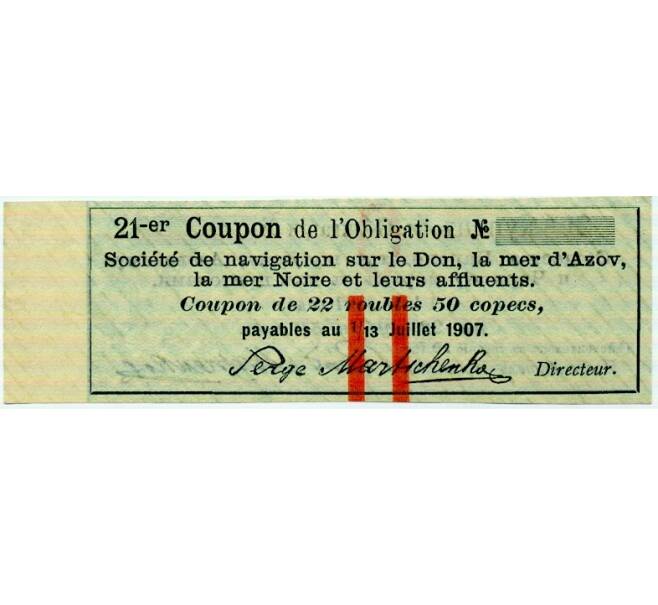 21-er Coupon de l'Obligation №
Société de navigation sur le Don, la mer d'Azov,
la mer Noire et leurs affluents.
Coupon de 22 roubles 50 copecs,
payables au 1/13 Juillet 1907.
Serge Martschenko Directeur.